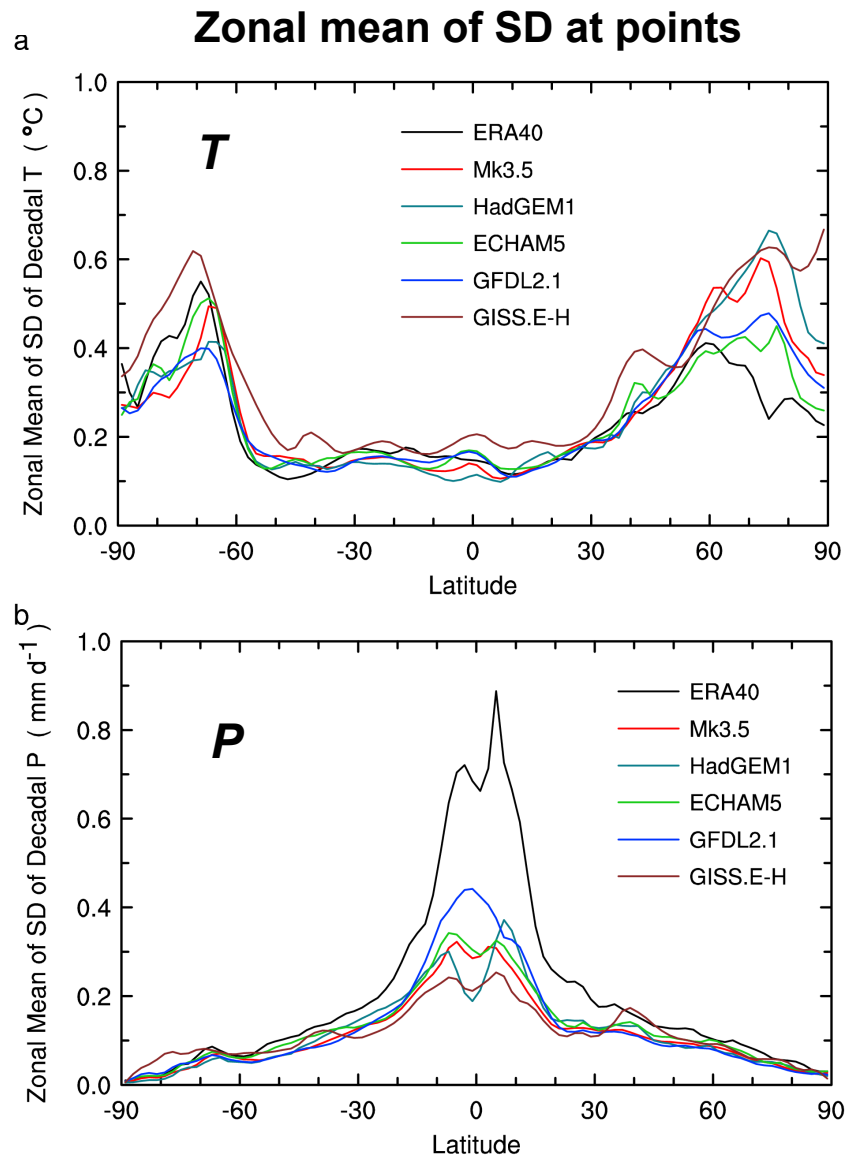 Zonal mean of SD at points
a
Zonal Mean of SD of Decadal T ( °C )
1.0
0.8
0.6
0.4
0.2
0.0
T
ERA40
Mk3.5
HadGEM1
ECHAM5
GFDL2.1
GISS.E-H
-90 -60 -30 0 30 60 90
Latitude
b
Zonal Mean of SD of Decadal P ( mm d-1 )
1.0
0.8
0.6
0.4
0.2
0.0
P
ERA40
Mk3.5
HadGEM1
ECHAM5
GFDL2.1
GISS.E-H
-90 -60 -30 0 30 60 90
Latitude